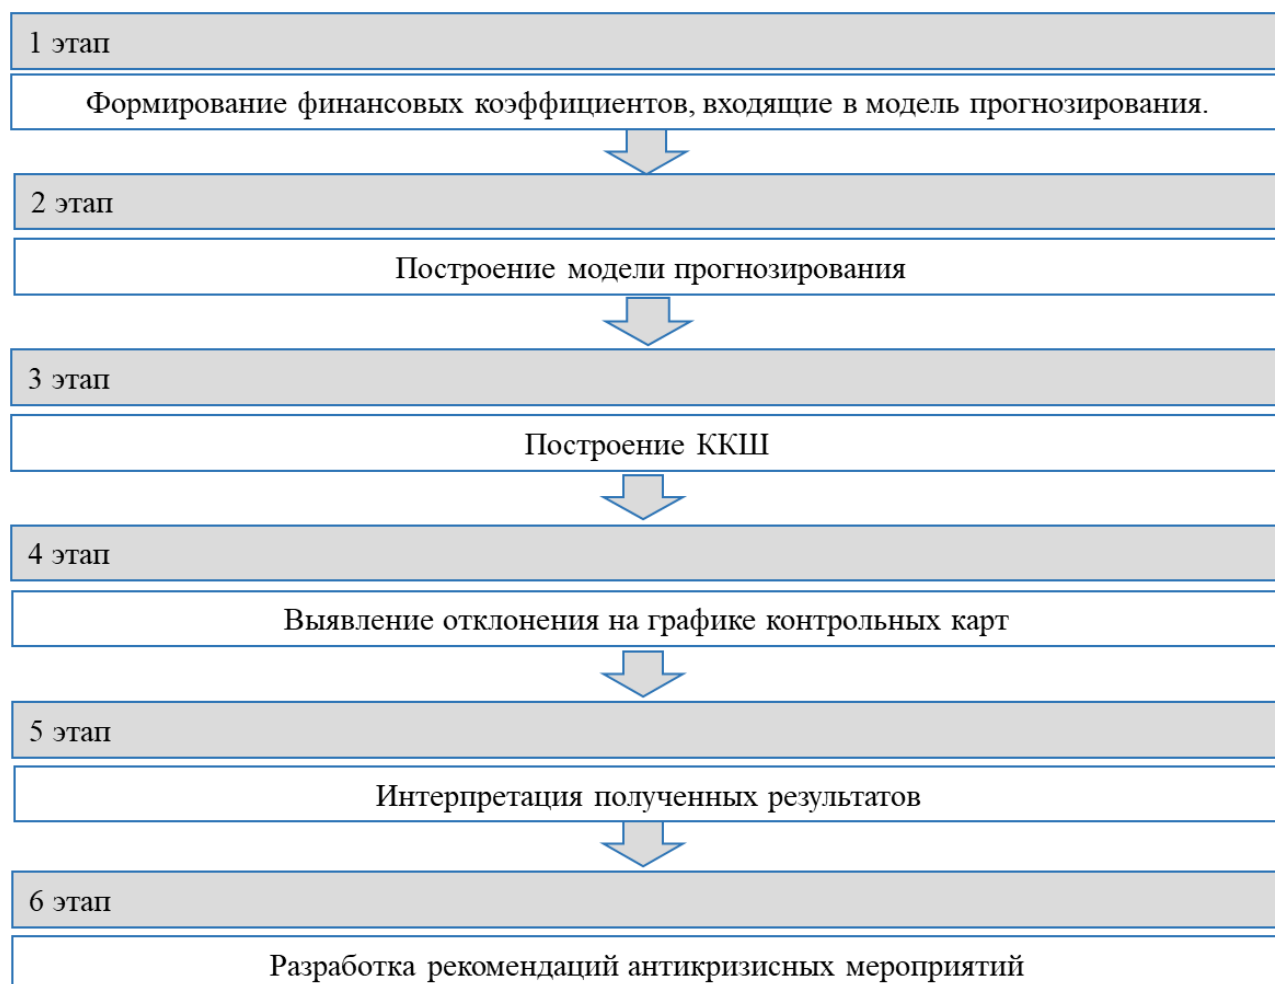 1 этап
Формирование финансовых коэффициентов, входящие в модель прогнозирования.
2 этап
Построение модели прогнозирования
3 этап
Построение ККШ
4 этап
Выявление отклонения на графике контрольных карт
5 этап
Интерпретация полученных результатов
6 этап
Разработка рекомендаций антикризисных мероприятий